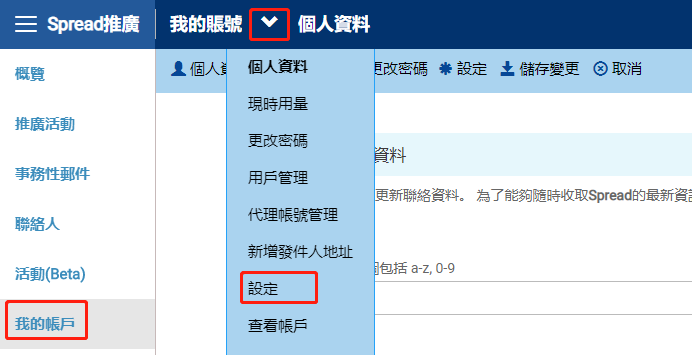 Spread推廣
我的賬號
個人資料
個人資
更改密碼
設定
儲存變更
取消
概覽
推廣活動
事務性郵件
聯絡人
活動(Beta)
我的帳戶
個人資料
現時用量
更改密碼
用戶管理
代理帳號管理
新增發件人地址
設定
查看帳戶
資料
更新聯絡資料。 為了能夠隨時收取Spread的最新資訊
包括 a-z, 0-9